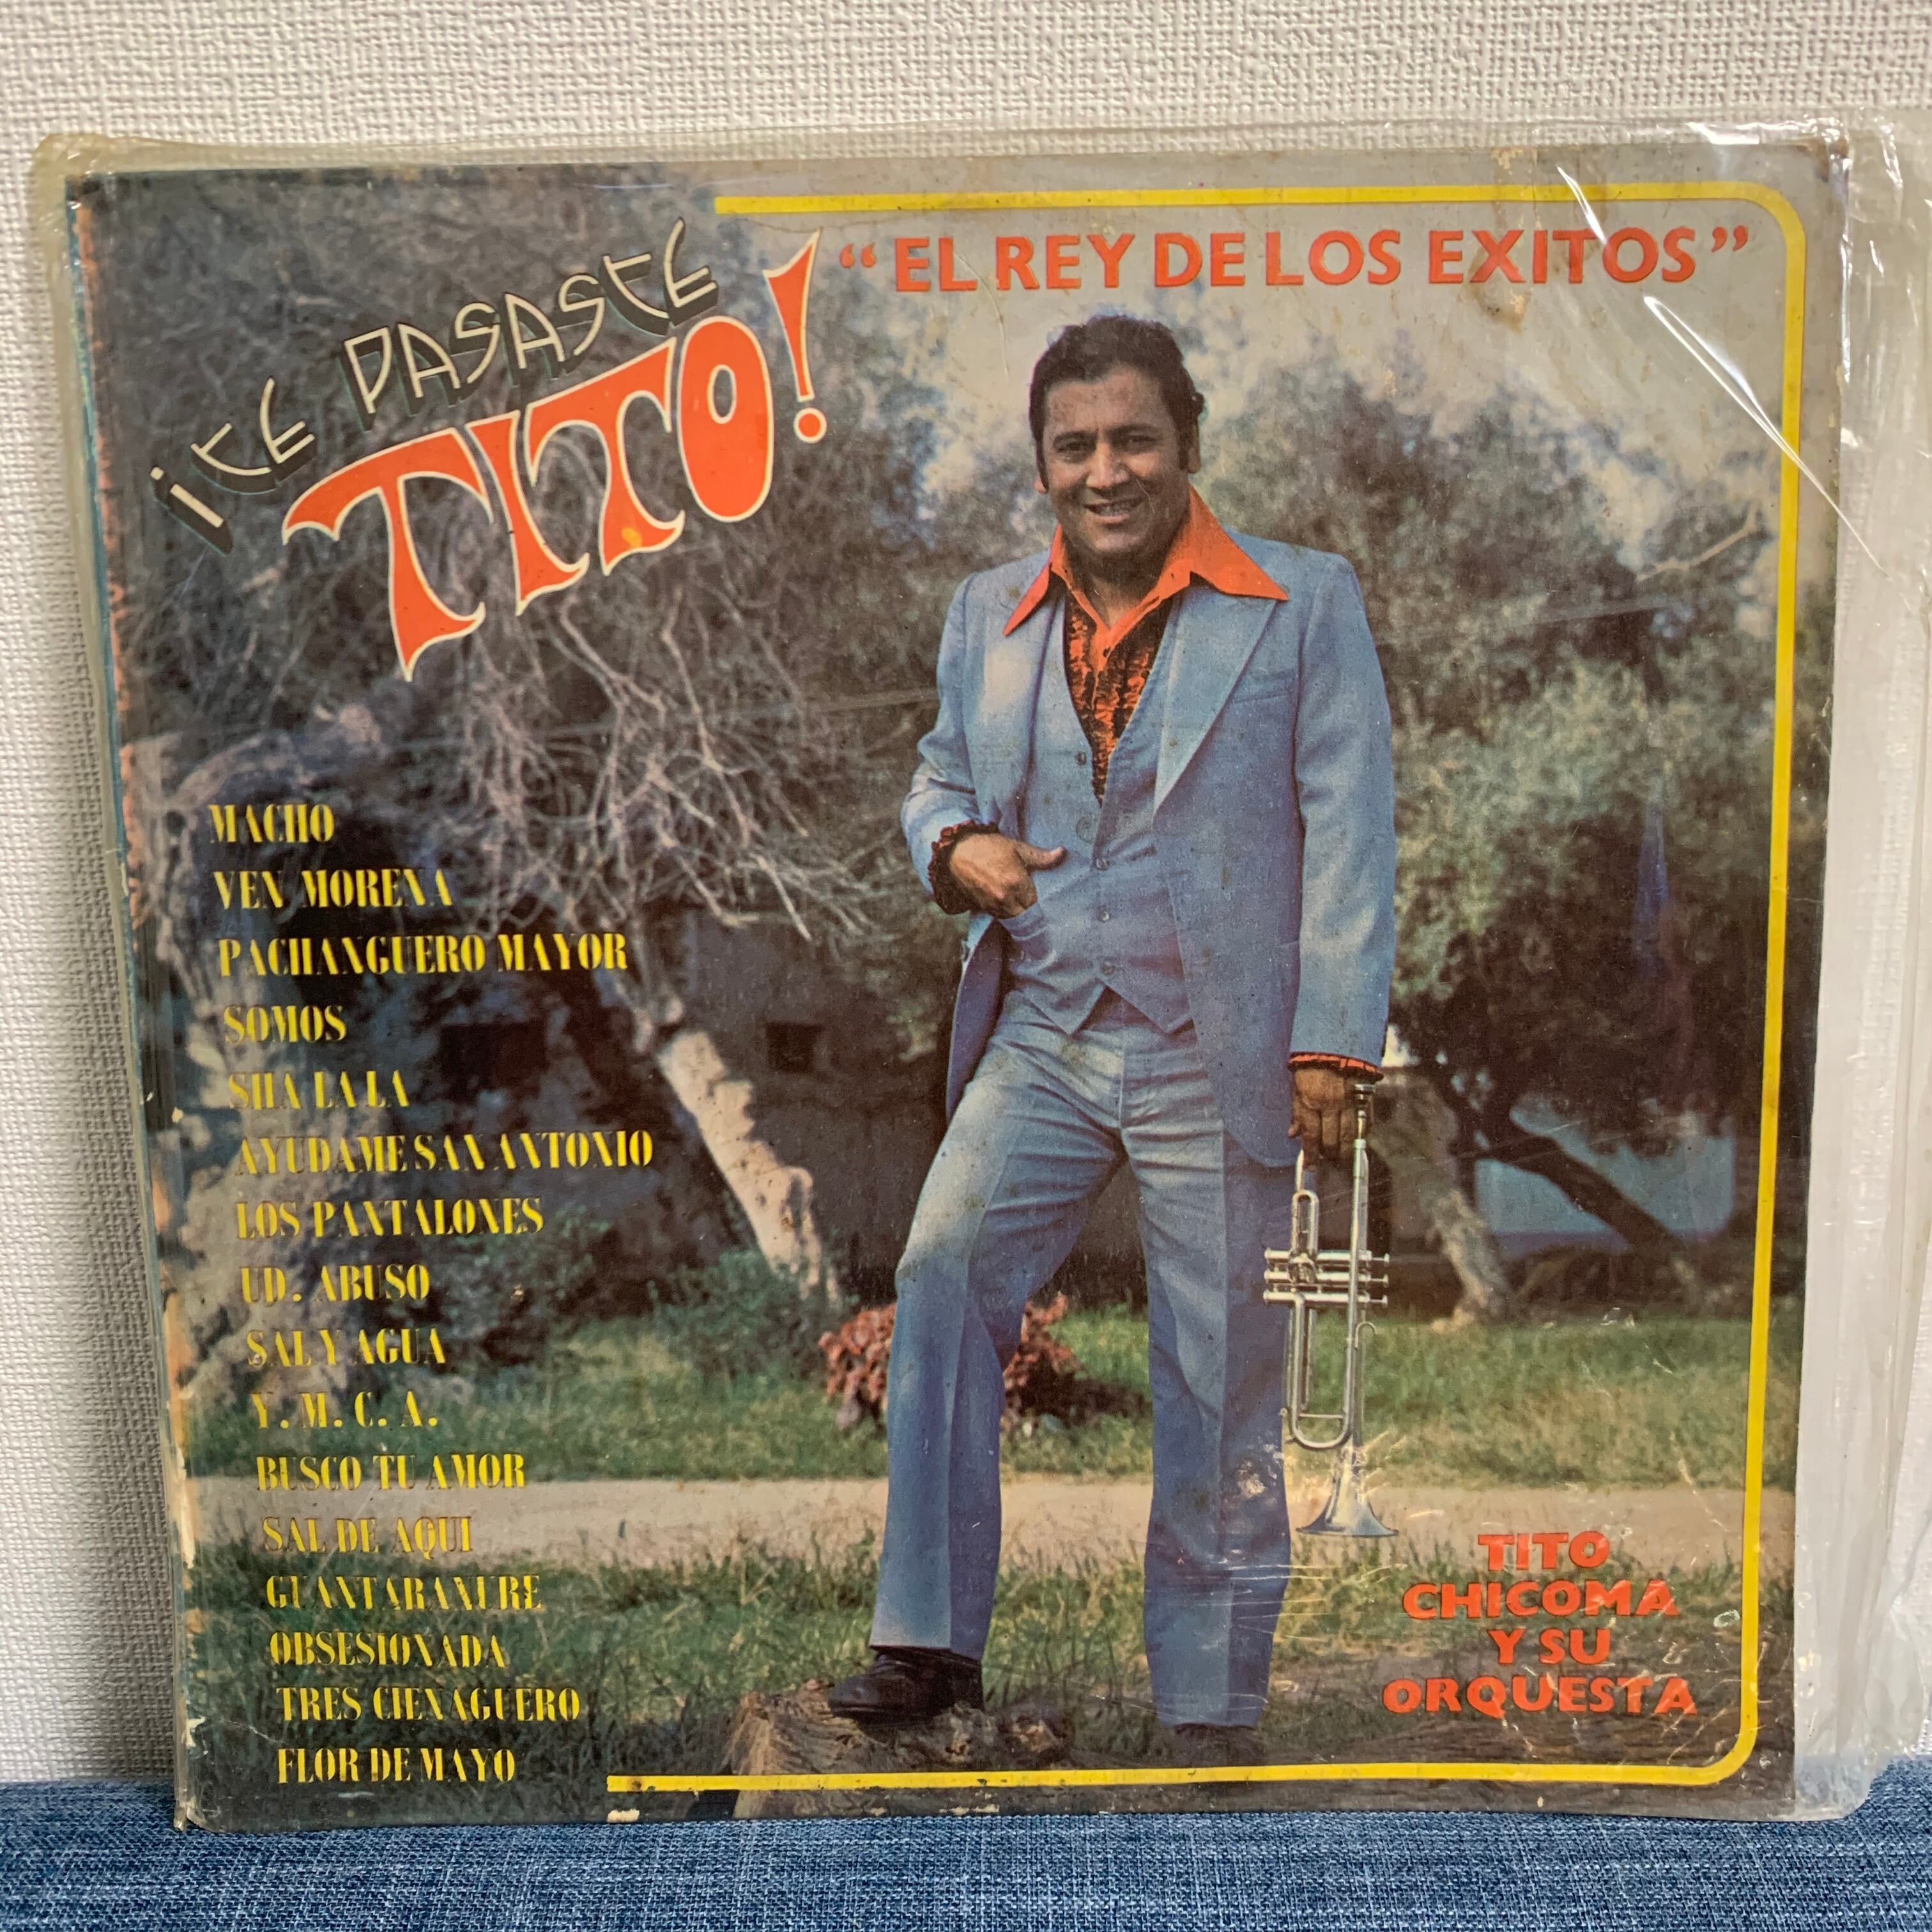 ¡TE PASASTE
TITO!
“EL REY DE LOS EXITOS”
MACHO
VEN MORENA
PACHANGUERO MAYOR
SOMOS
SHA LA LA
AYUDAME SAN ANTONIO
LOS PANTALONES
UD. ABUSO
SAL Y AGUA
Y. M. C. A.
BUSCO TU AMOR
SAL DE AQUI
GUANTARANURE
OBSESIONADA
TRES CIENAGUERO
FLOR DE MAYO
TITO
CHICOMA
Y SU
ORQUESTA